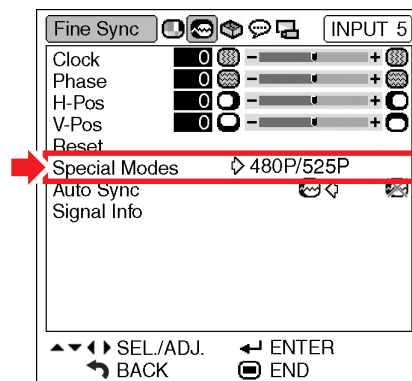 Fine Sync INPUT 5
Clock 0 - +
Phase 0 - +
H-Pos 0 - +
V-Pos 0 - +
Reset
Special Modes 480P/525P
Auto Sync
Signal Info
SEL./ADJ. ENTER
BACK END